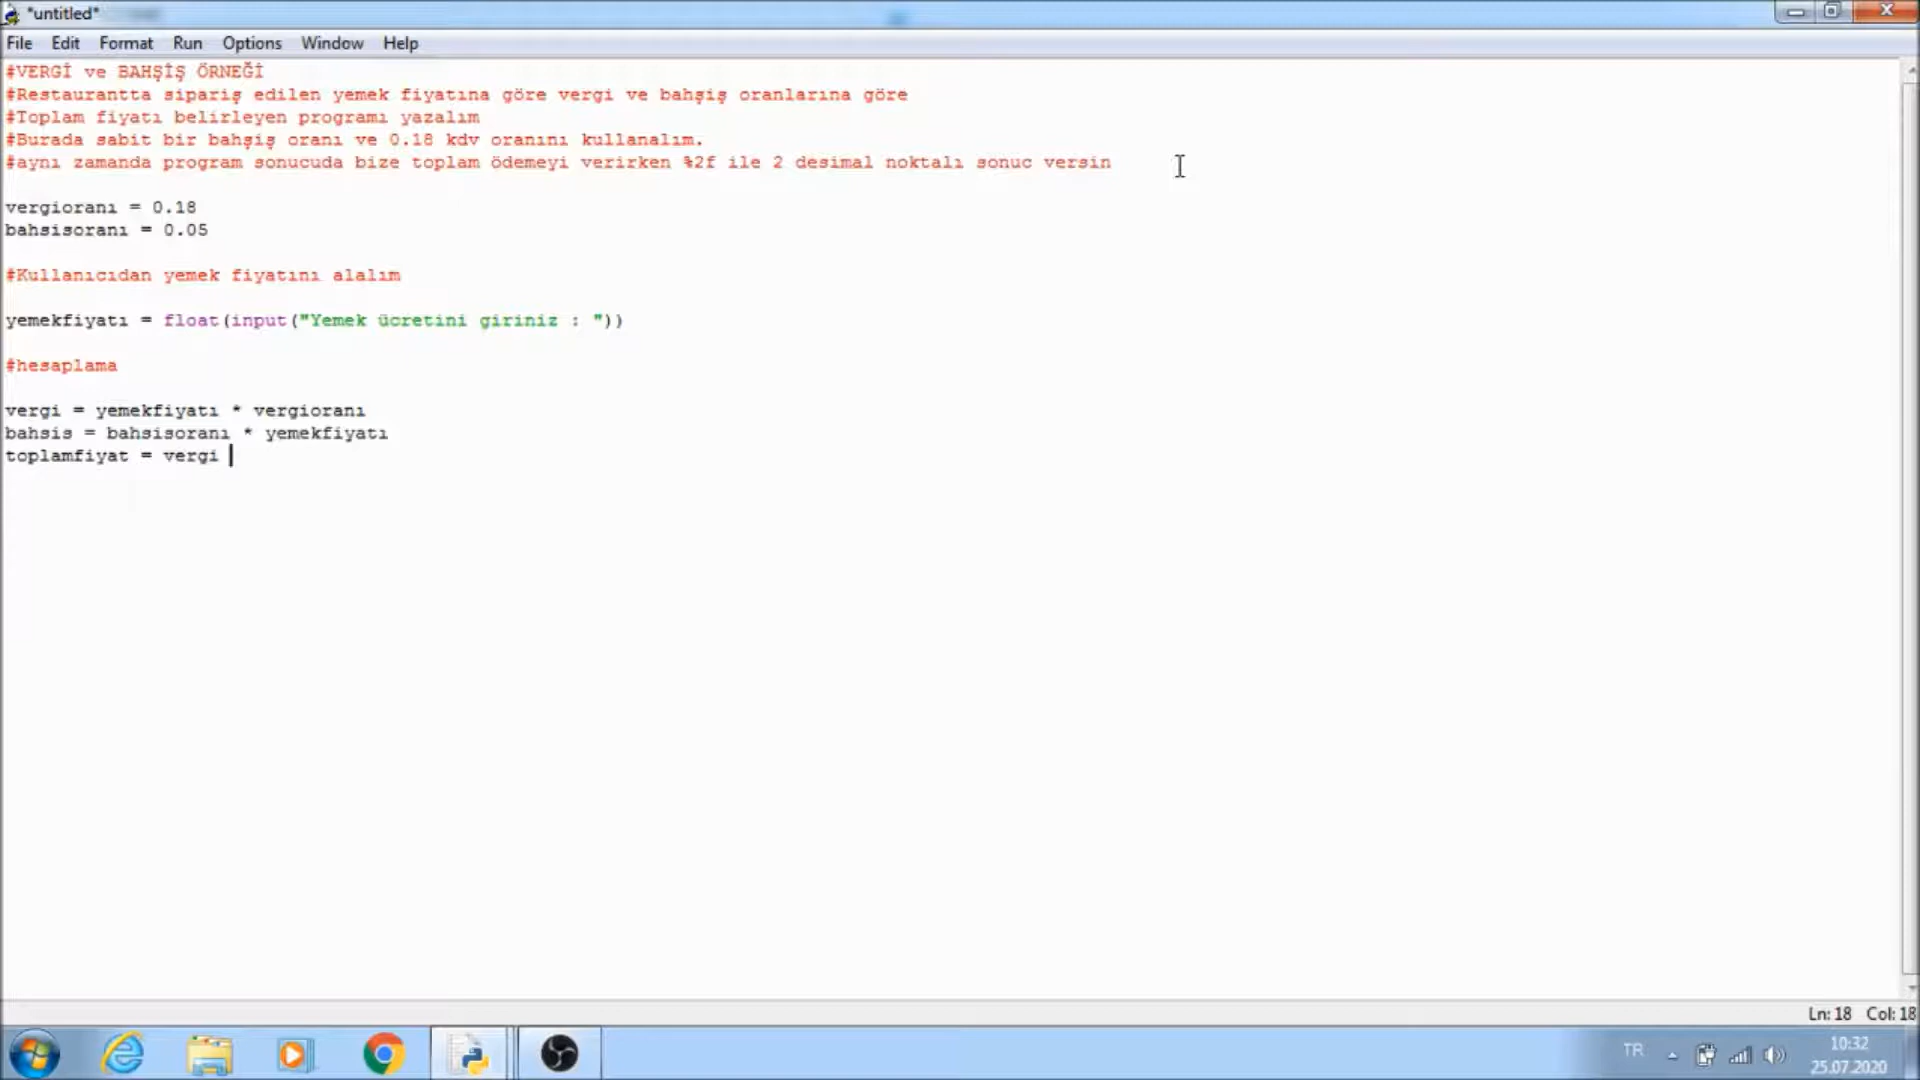 *untitled*
File Edit Format Run Options Window Help
#VERGİ ve BAHŞİŞ ÖRNEĞİ
#Restaurantta sipariş edilen yemek fiyatına göre vergi ve bahşiş oranlarına göre
#Toplam fiyatı belirleyen programı yazalım
#Burada sabit bir bahşiş oranı ve 0.18 kdv oranını kullanalım.
#aynı zamanda program sonucuda bize toplam ödemeyi verirken %2f ile 2 desimal noktalı sonuc versin
vergioranı = 0.18
bahsisoranı = 0.05
#Kullanıcıdan yemek fiyatını alalım
yemekfiyatı = float(input("Yemek ücretini giriniz : "))
#hesaplama
vergi = yemekfiyatı * vergioranı
bahsis = bahsisoranı * yemekfiyatı
toplamfiyat = vergi
Ln: 18 Col: 18
TR
10:32
25.07.2020